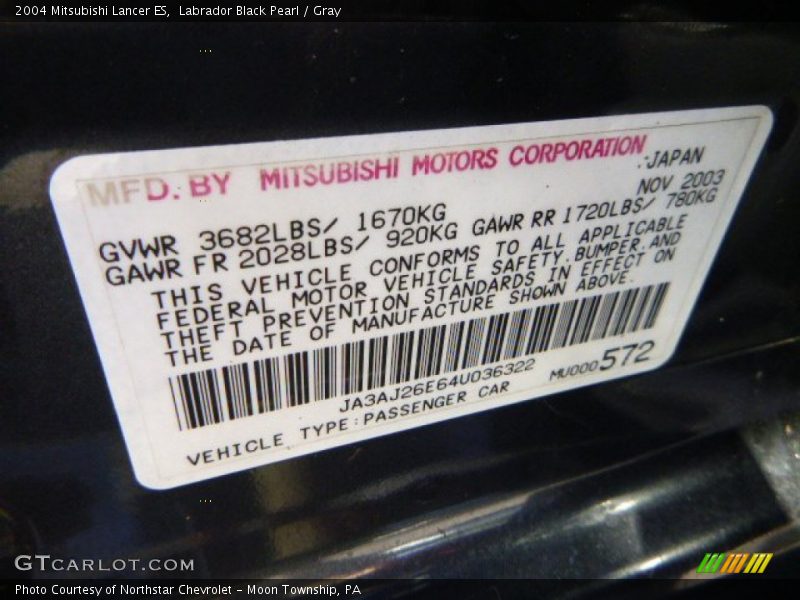 2004 Mitsubishi Lancer ES,  Labrador Black Pearl / Gray
MFD. BY MITSUBISHI MOTORS CORPORATION
JAPAN
NOV 2003
GVWR 3682LBS/ 1670KG
GAWR FR 2028LBS/ 920KG GAWR RR 1720LBS/ 780KG
THIS VEHICLE CONFORMS TO ALL APPLICABLE
FEDERAL MOTOR VEHICLE SAFETY.BUMPER.AND
THEFT PREVENTION STANDARDS IN EFFECT ON
THE DATE OF MANUFACTURE SHOWN ABOVE.
JA3AJ26E64U036322
MU000572
VEHICLE TYPE:PASSENGER CAR
GTCARLOT.COM
Photo Courtesy of Northstar Chevrolet - Moon Township, PA